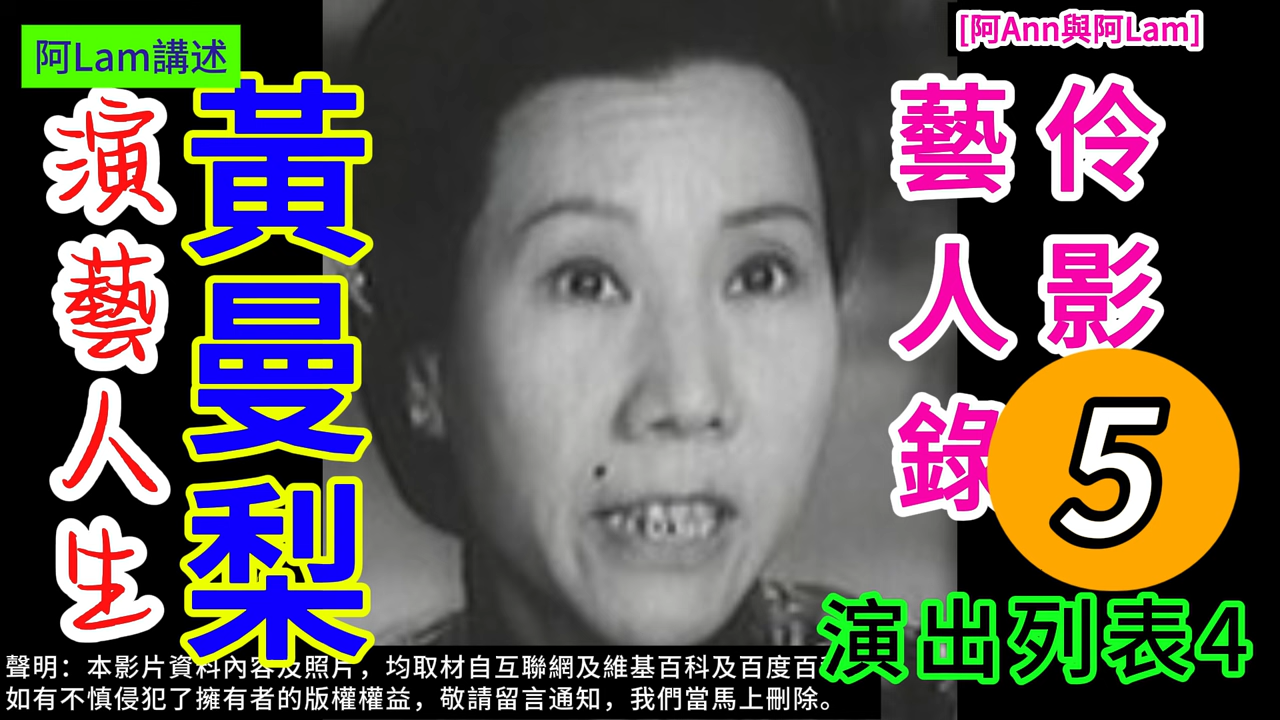 阿Lam講述
[阿Ann與阿Lam]
演藝人生
黃曼梨
伶影
藝人錄
5
演出列表4
聲明：本影片資料內容及照片，均取材自互聯網及維基百科及百度百
如有不慎侵犯了擁有者的版權權益，敬請留言通知，我們當馬上刪除。